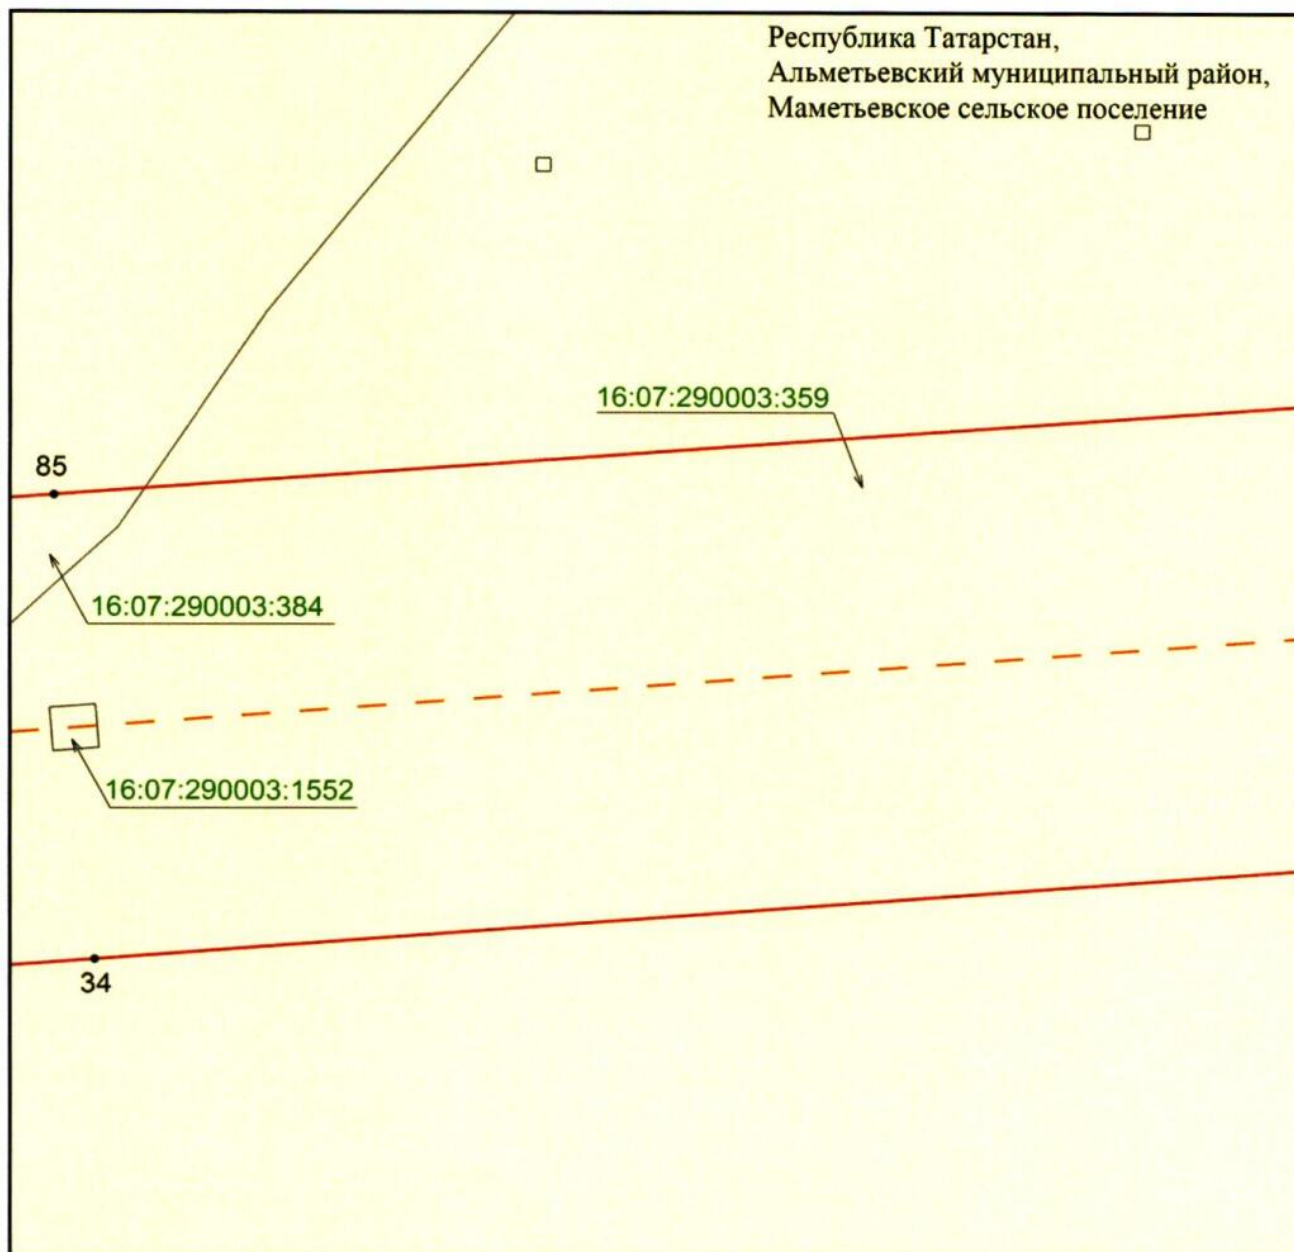 Республика Татарстан,
Альметьевский муниципальный район,
Маметьевское сельское поселение
16:07:290003:359
85
16:07:290003:384
16:07:290003:1552
34